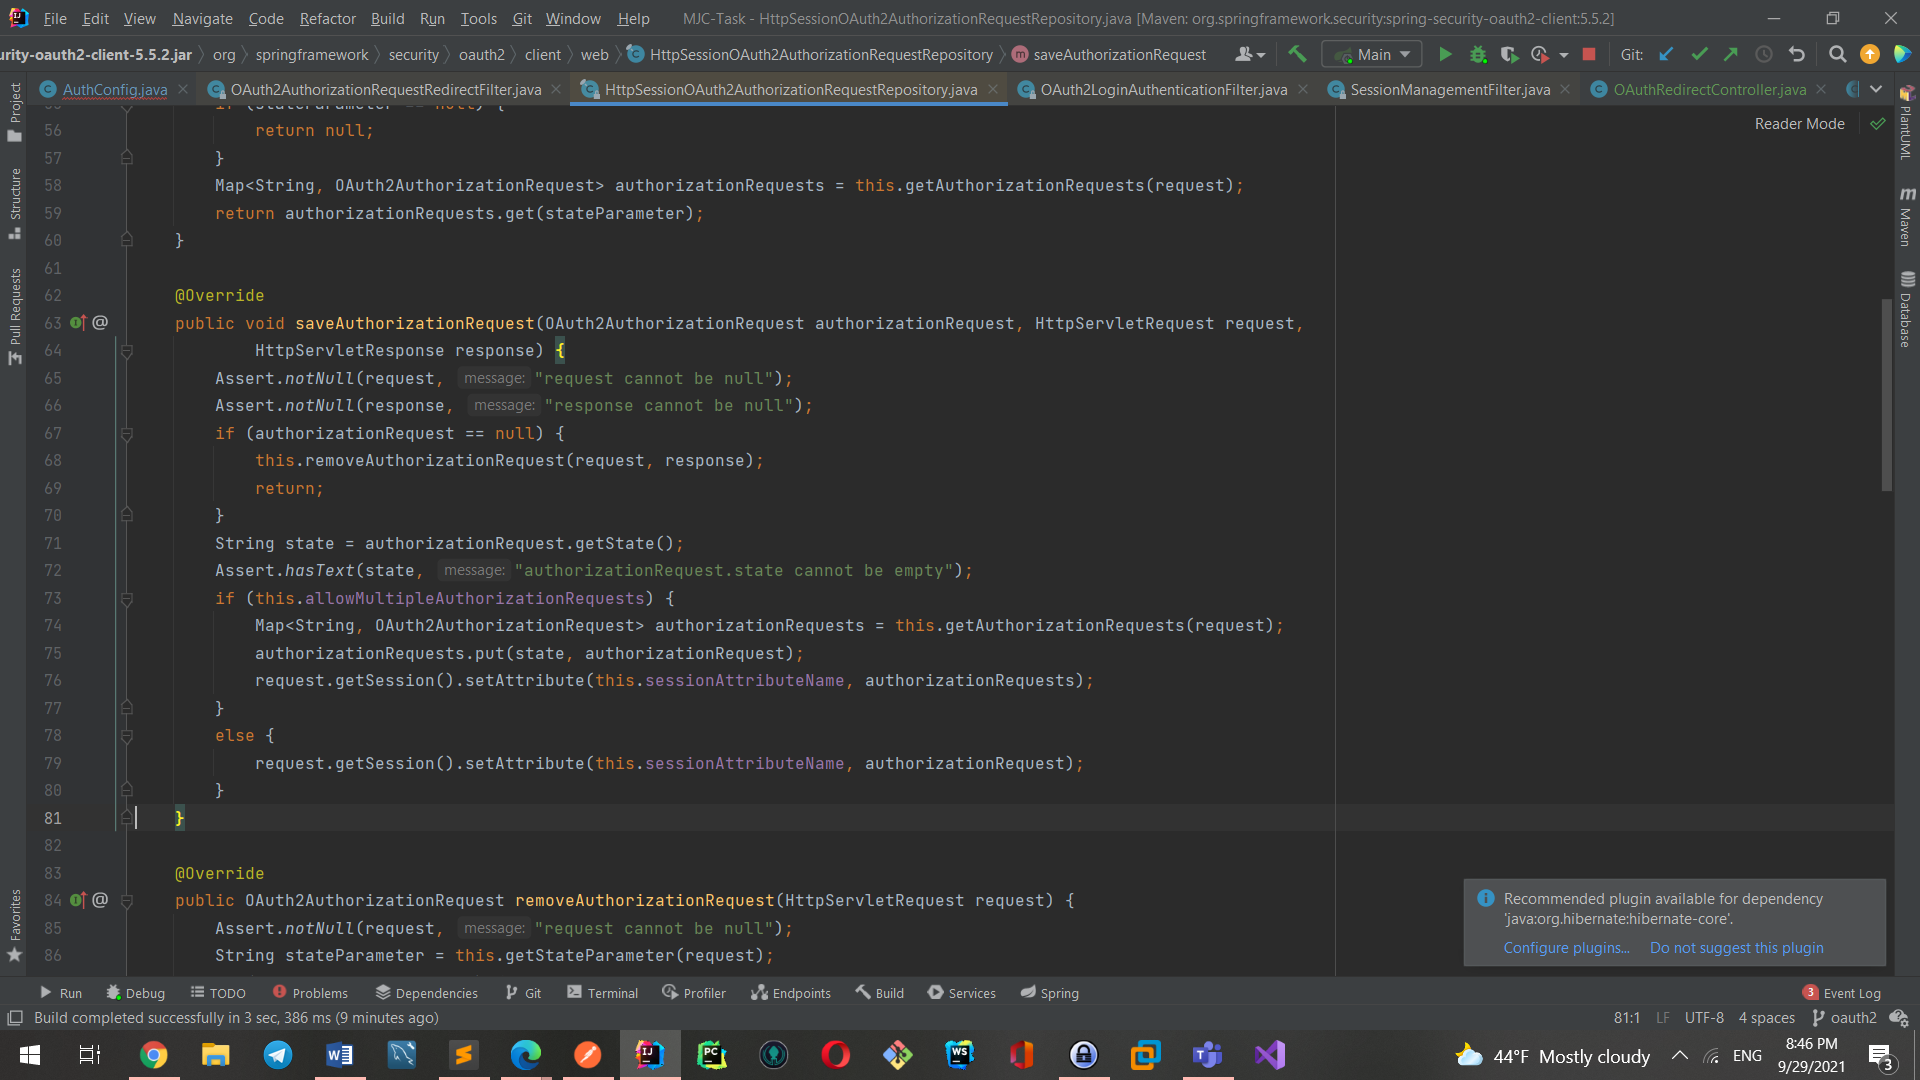 File Edit View Navigate Code Refactor Build Run Tools Git Window Help MJC-Task - HttpSessionOAuth2AuthorizationRequestRepository.java [Maven: org.springframework.security:spring-security-oauth2-client:5.5.2]
urity-oauth2-client-5.5.2.jar org springframework security oauth2 client web HttpSessionOAuth2AuthorizationRequestRepository saveAuthorizationRequest Main Git:
AuthConfig.java OAuth2AuthorizationRequestRedirectFilter.java HttpSessionOAuth2AuthorizationRequestRepository.java OAuth2LoginAuthenticationFilter.java SessionManagementFilter.java OAuthRedirectController.java
Project
Structure
Pull Requests
Favorites
PlantUML
Maven
Database
Reader Mode
if (stateParameter == null) {
56 return null;
57 }
58 Map<String, OAuth2AuthorizationRequest> authorizationRequests = this.getAuthorizationRequests(request);
59 return authorizationRequests.get(stateParameter);
60 }
61
62 @Override
63 public void saveAuthorizationRequest(OAuth2AuthorizationRequest authorizationRequest, HttpServletRequest request,
64 HttpServletResponse response) {
65 Assert.notNull(request, message: "request cannot be null");
66 Assert.notNull(response, message: "response cannot be null");
67 if (authorizationRequest == null) {
68 this.removeAuthorizationRequest(request, response);
69 return;
70 }
71 String state = authorizationRequest.getState();
72 Assert.hasText(state, message: "authorizationRequest.state cannot be empty");
73 if (this.allowMultipleAuthorizationRequests) {
74 Map<String, OAuth2AuthorizationRequest> authorizationRequests = this.getAuthorizationRequests(request);
75 authorizationRequests.put(state, authorizationRequest);
76 request.getSession().setAttribute(this.sessionAttributeName, authorizationRequests);
77 }
78 else {
79 request.getSession().setAttribute(this.sessionAttributeName, authorizationRequest);
80 }
81 }
82
83 @Override
84 public OAuth2AuthorizationRequest removeAuthorizationRequest(HttpServletRequest request) {
85 Assert.notNull(request, message: "request cannot be null");
86 String stateParameter = this.getStateParameter(request);
Recommended plugin available for dependency
'java:org.hibernate:hibernate-core'.
Configure plugins... Do not suggest this plugin
Run Debug TODO Problems Dependencies Git Terminal Profiler Endpoints Build Services Spring 3 Event Log
Build completed successfully in 3 sec, 386 ms (9 minutes ago) 81:1 LF UTF-8 4 spaces oauth2
44°F Mostly cloudy ENG 8:46 PM
9/29/2021 3